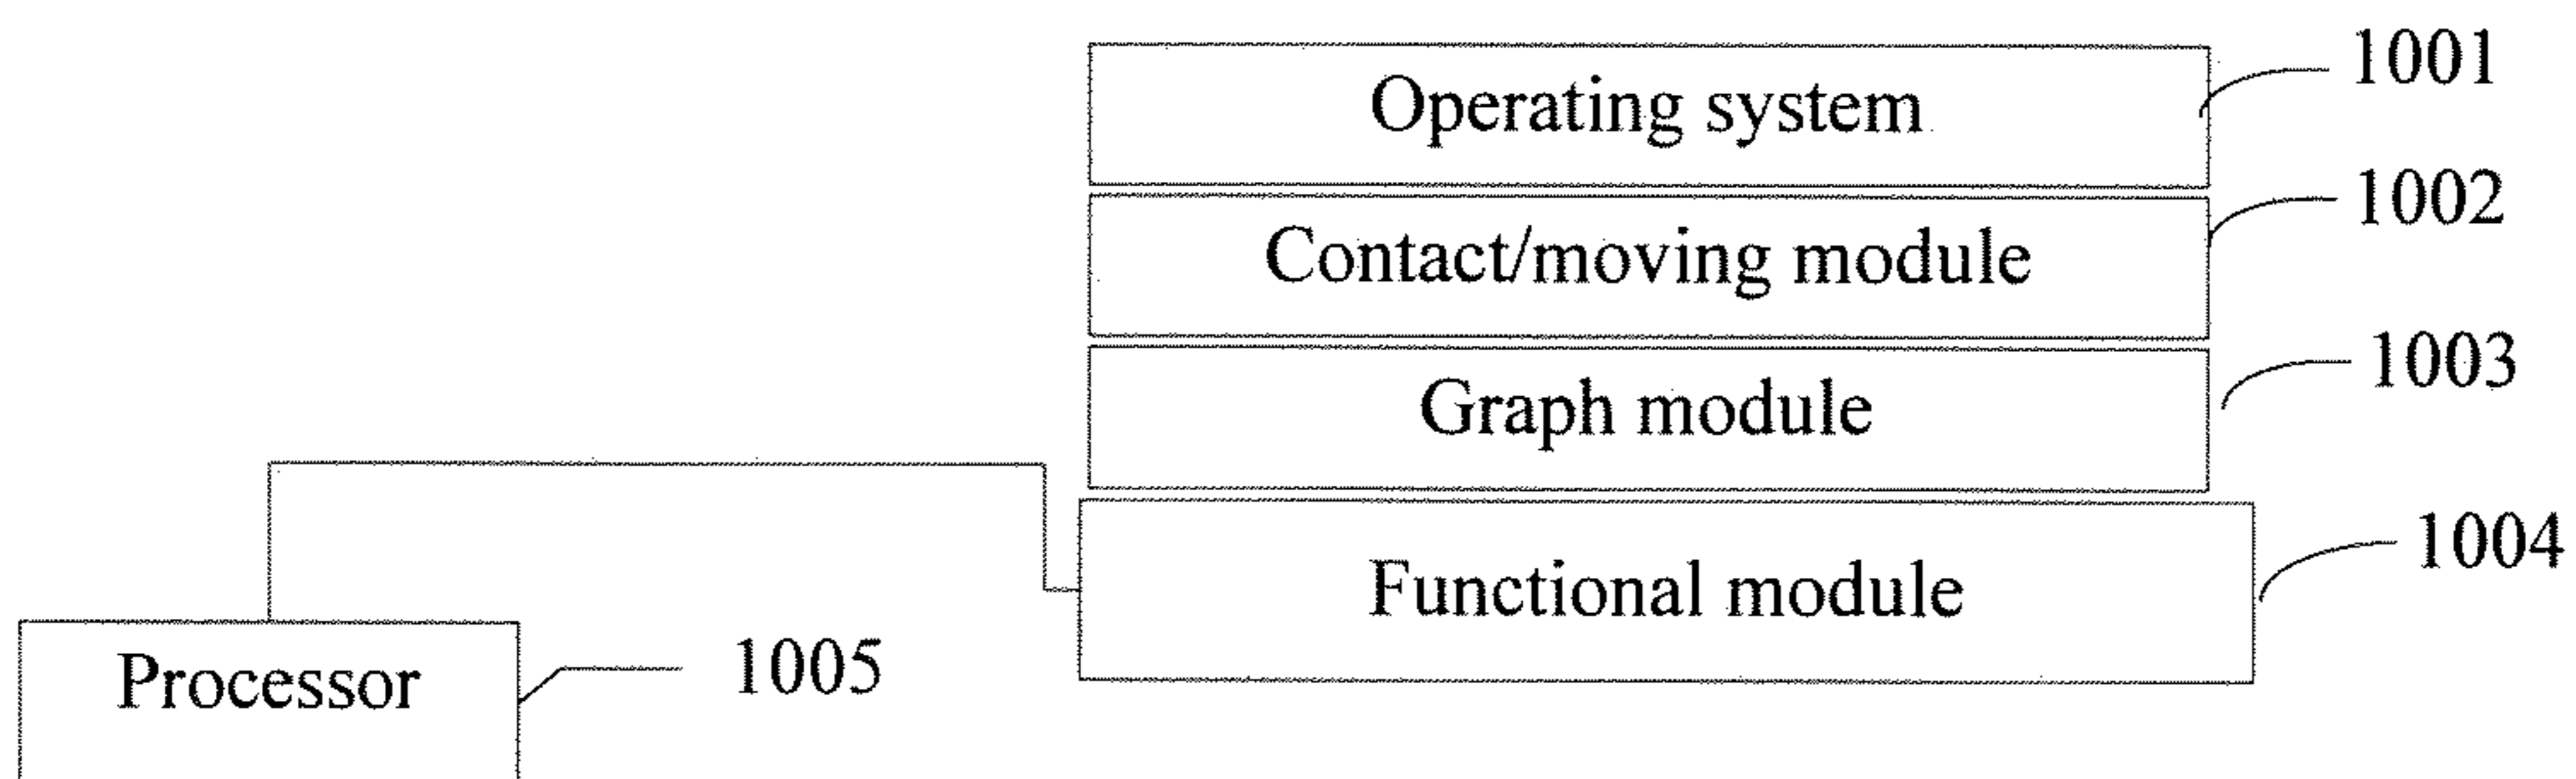 Operating system 1001
Contact/moving module 1002
Graph module 1003
Functional module 1004
Processor 1005